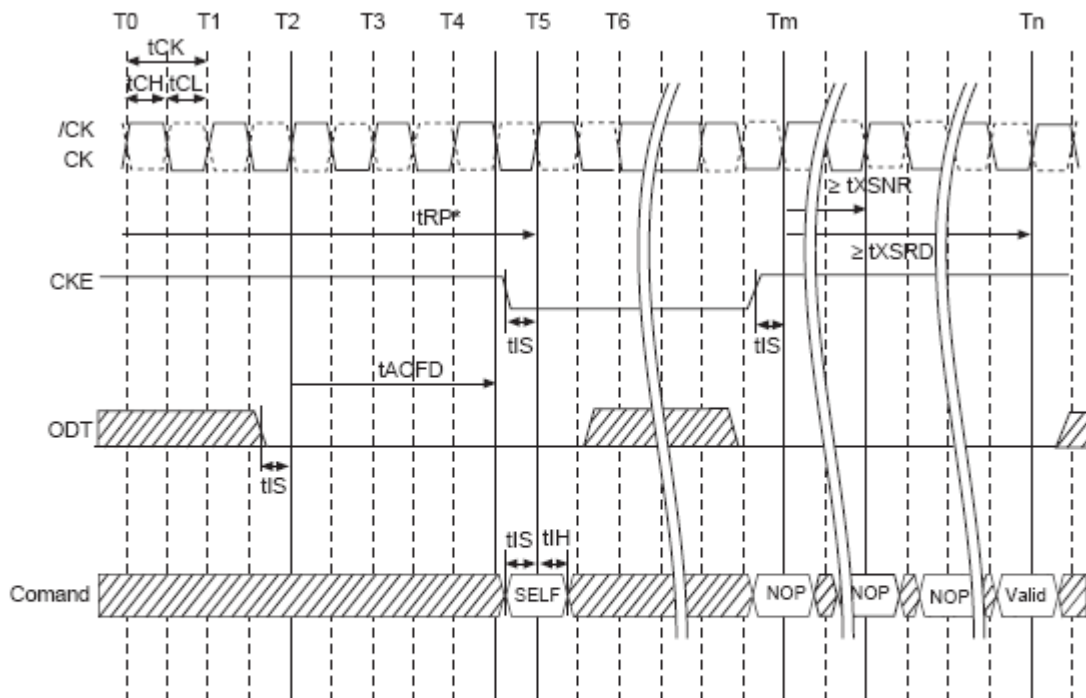 T0 T1 T2 T3 T4 T5 T6 Tm Tn
tCK
tCH tCL
/CK
CK
≥ tXSNR
tRP*
≥ tXSRD
CKE
tIS
tIS
tAOFD
ODT
tIS
tIS tIH
Comand
SELF
NOP
NOP
NOP
Valid